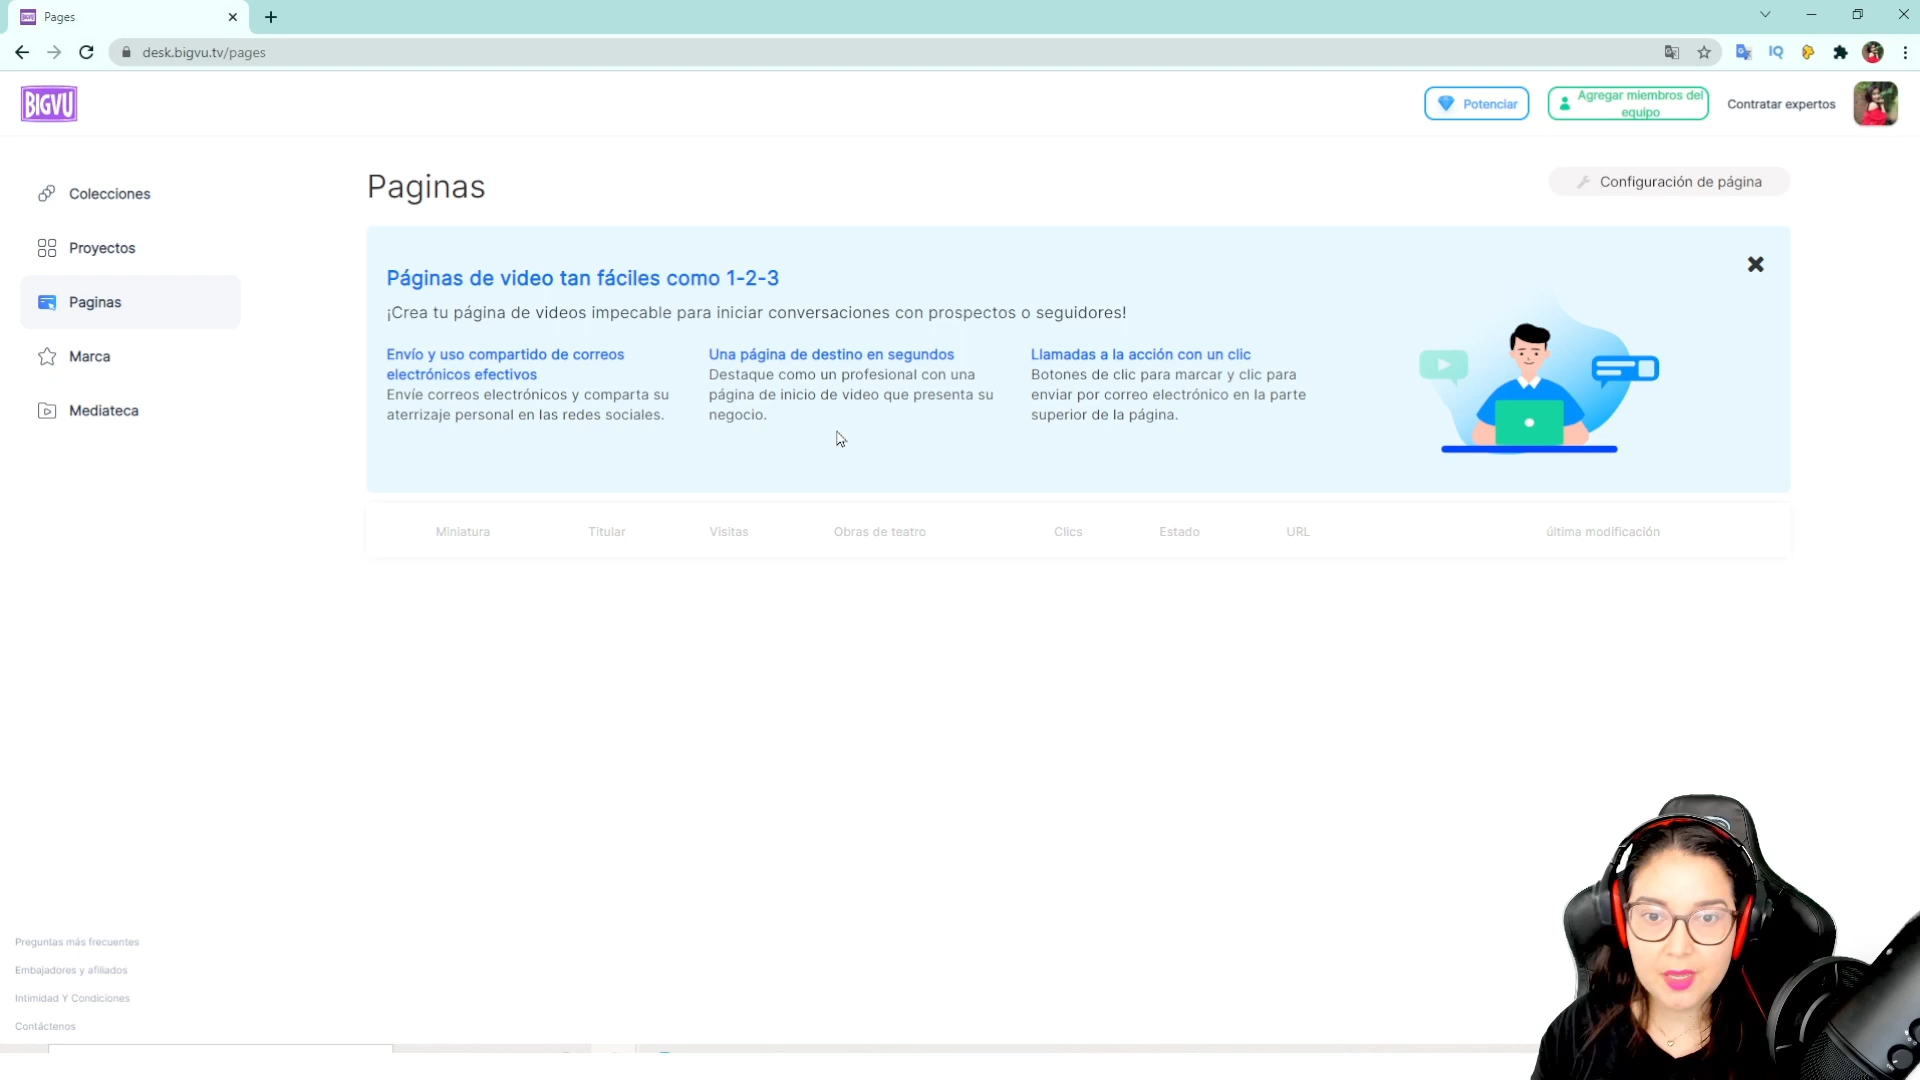 Pages
desk.bigvu.tv/pages
IQ
BIGVU
Potenciar
Agregar miembros del
equipo
Contratar expertos
Colecciones
Proyectos
Paginas
Marca
Mediateca
Paginas
Configuración de página
Páginas de video tan fáciles como 1-2-3
¡Crea tu página de videos impecable para iniciar conversaciones con prospectos o seguidores!
Envío y uso compartido de correos
electrónicos efectivos
Envíe correos electrónicos y comparta su
aterrizaje personal en las redes sociales.
Una página de destino en segundos
Destaque como un profesional con una
página de inicio de video que presenta su
negocio.
Llamadas a la acción con un clic
Botones de clic para marcar y clic para
enviar por correo electrónico en la parte
superior de la página.
Miniatura
Titular
Visitas
Obras de teatro
Clics
Estado
URL
última modificación
Preguntas más frecuentes
Embajadores y afiliados
Intimidad Y Condiciones
Contáctenos